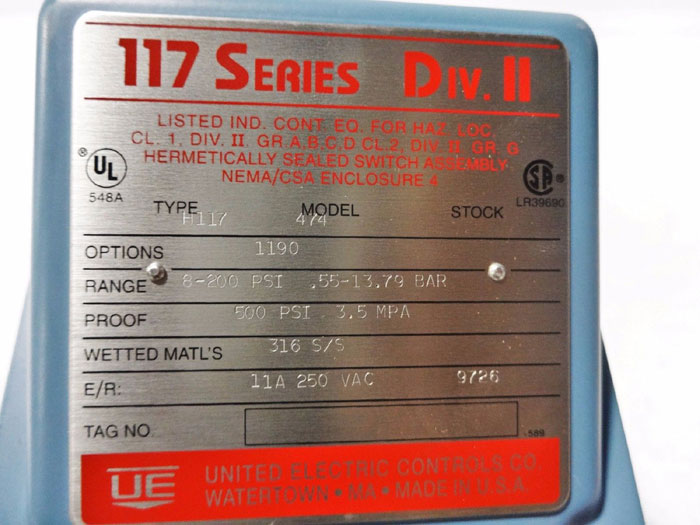 117 SERIES DIV. II
LISTED IND. CONT. EQ. FOR HAZ. LOC.
CL. 1, DIV. II. GR A,B,C,D CL.2, DIV. II. GR. G
HERMETICALLY SEALED SWITCH ASSEMBLY
NEMA/CSA ENCLOSURE 4
UL
548A
SA
LR39690
TYPE MODEL STOCK
H117 474
OPTIONS 1190
RANGE 8-200 PSI .55-13.79 BAR
PROOF 500 PSI 3.5 MPA
WETTED MATL'S 316 S/S
E/R: 11A 250 VAC 9726
TAG NO.
UE
UNITED ELECTRIC CONTROLS CO.
WATERTOWN • MA • MADE IN U.S.A.